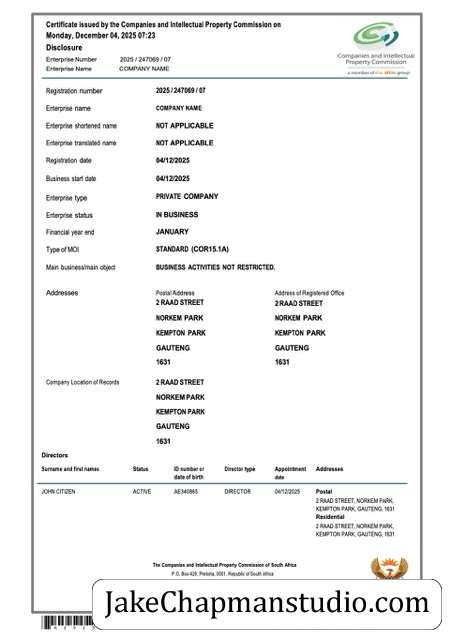 Certificate issued by the Companies and Intellectual Property Commission on
Monday, December 04, 2025 07:23
Disclosure
Enterprise Number 2025 / 247069 / 07
Enterprise Name COMPANY NAME
Companies and Intellectual
Property Commission
a member of the dtic group
Registration number 2025 / 247069 / 07
Enterprise name COMPANY NAME
Enterprise shortened name NOT APPLICABLE
Enterprise translated name NOT APPLICABLE
Registration date 04/12/2025
Business start date 04/12/2025
Enterprise type PRIVATE COMPANY
Enterprise status IN BUSINESS
Financial year end JANUARY
Type of MOI STANDARD (COR15.1A)
Main business/main object BUSINESS ACTIVITIES NOT RESTRICTED.
Addresses Postal Address Address of Registered Office
2 RAAD STREET 2 RAAD STREET
NORKEM PARK NORKEM PARK
KEMPTON PARK KEMPTON PARK
GAUTENG GAUTENG
1631 1631
Company Location of Records 2 RAAD STREET
NORKEM PARK
KEMPTON PARK
GAUTENG
1631
Directors
Surname and first names Status ID number or date of birth Director type Appointment date Addresses
JOHN CITIZEN ACTIVE AE340865 DIRECTOR 04/12/2025 Postal
2 RAAD STREET, NORKEM PARK,
KEMPTON PARK, GAUTENG, 1631
Residential
2 RAAD STREET, NORKEM PARK,
KEMPTON PARK, GAUTENG, 1631
The Companies and Intellectual Property Commission of South Africa
P.O. Box 429, Pretoria, 0001, Republic of South Africa
JakeChapmanstudio.com